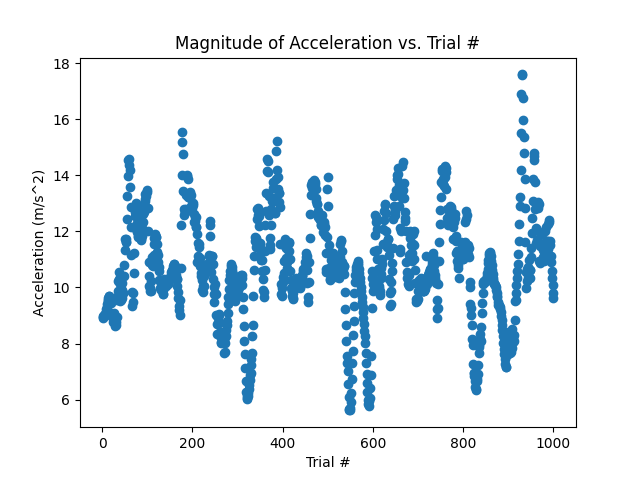 Magnitude of Acceleration vs. Trial #
18
16
14
12
10
8
6
Acceleration (m/s^2)
0 200 400 600 800 1000
Trial #